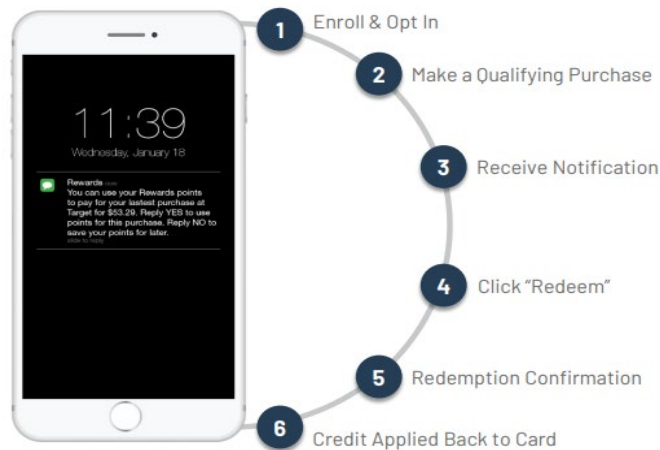 11:39
Wednesday, January 18
Rewards now
You can use your Rewards points
to pay for your lastest purchase at
Target for $53.29. Reply YES to use
points for this purchase. Reply NO to
save your points for later.
slide to reply
1 Enroll & Opt In
2 Make a Qualifying Purchase
3 Receive Notification
4 Click “Redeem”
5 Redemption Confirmation
6 Credit Applied Back to Card